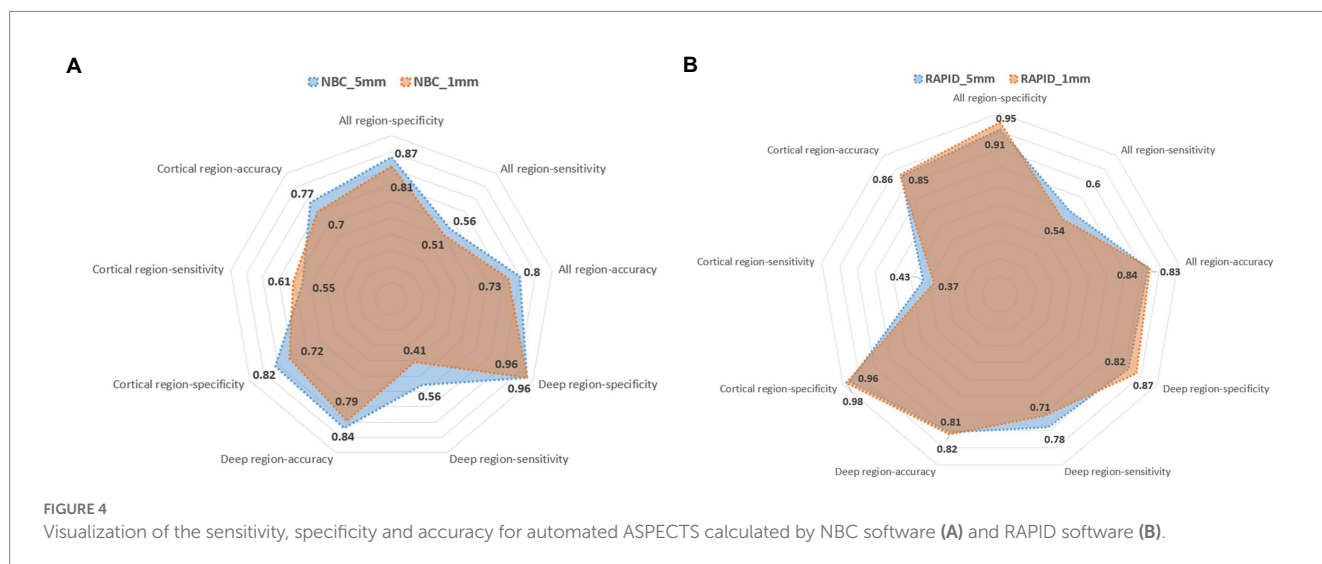 A
NBC_5mm NBC_1mm
All region-specificity
0.87
0.81
All region-sensitivity
0.56
0.51
All region-accuracy
0.8
0.73
Deep region-specificity
0.96
0.96
Deep region-sensitivity
0.41
0.56
Deep region-accuracy
0.79
0.84
Cortical region-specificity
0.72
0.82
Cortical region-sensitivity
0.61
0.55
Cortical region-accuracy
0.77
0.7
B
RAPID_5mm RAPID_1mm
All region-specificity
0.95
0.91
All region-sensitivity
0.6
0.54
All region-accuracy
0.84
0.83
Deep region-specificity
0.82
0.87
Deep region-sensitivity
0.71
0.78
Deep region-accuracy
0.81
0.82
Cortical region-specificity
0.96
0.98
Cortical region-sensitivity
0.43
0.37
Cortical region-accuracy
0.86
0.85
FIGURE 4
Visualization of the sensitivity, specificity and accuracy for automated ASPECTS calculated by NBC software (A) and RAPID software (B).